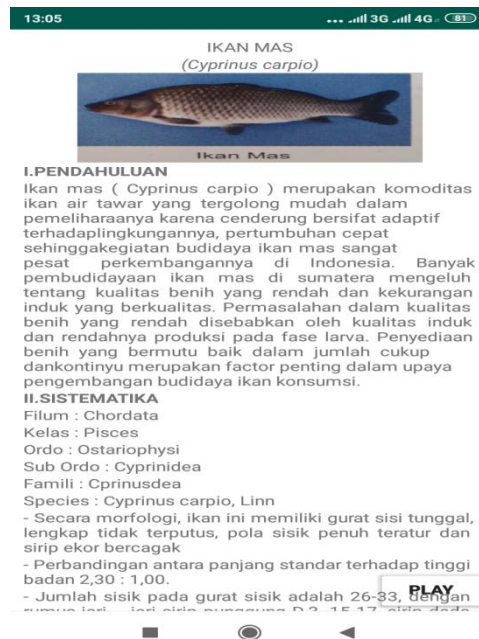 13:05
... 3G 4G 81
IKAN MAS
(Cyprinus carpio)
Ikan Mas
I.PENDAHULUAN
Ikan mas ( Cyprinus carpio ) merupakan komoditas
ikan air tawar yang tergolong mudah dalam
pemeliharaanya karena cenderung bersifat adaptif
terhadaplingkungannya, pertumbuhan cepat
sehinggakegiatan budidaya ikan mas sangat
pesat perkembangannya di Indonesia. Banyak
pembudidayaan ikan mas di sumatera mengeluh
tentang kualitas benih yang rendah dan kekurangan
induk yang berkualitas. Permasalahan dalam kualitas
benih yang rendah disebabkan oleh kualitas induk
dan rendahnya produksi pada fase larva. Penyediaan
benih yang bermutu baik dalam jumlah cukup
dankontinyu merupakan factor penting dalam upaya
pengembangan budidaya ikan konsumsi.
II.SISTEMATIKA
Filum : Chordata
Kelas : Pisces
Ordo : Ostariophysi
Sub Ordo : Cyprinidea
Famili : Cprinusdea
Species : Cyprinus carpio, Linn
- Secara morfologi, ikan ini memiliki gurat sisi tunggal,
lengkap tidak terputus, pola sisik penuh teratur dan
sirip ekor bercagak
- Perbandingan antara panjang standar terhadap tinggi
badan 2,30 : 1,00.
- Jumlah sisik pada gurat sisik adalah 26-33, dengan
PLAY